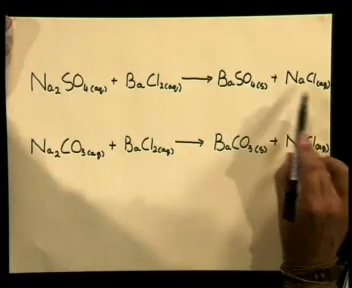 Na₂SO₄(aq) + BaCl₂(aq) → BaSO₄(s) + NaCl(aq)
Na₂CO₃(aq) + BaCl₂(aq) → BaCO₃(s) +